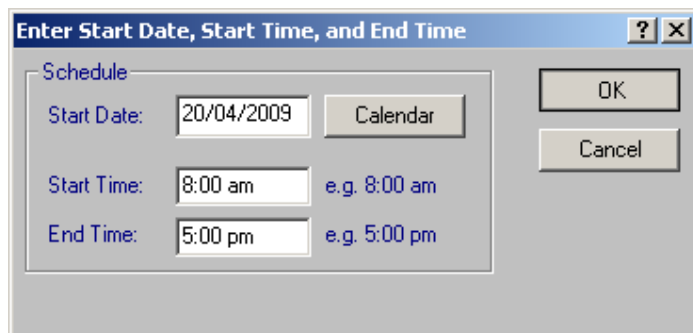 Enter Start Date, Start Time, and End Time
Schedule
Start Date: 20/04/2009 Calendar
Start Time: 8:00 am e.g. 8:00 am
End Time: 5:00 pm e.g. 5:00 pm
OK
Cancel